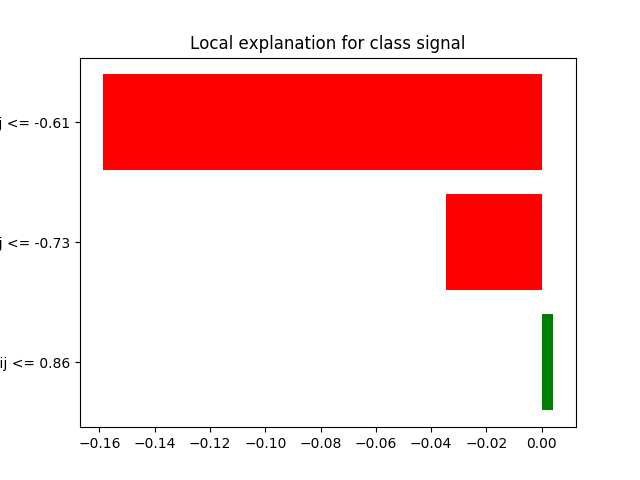 Local explanation for class signal
j <= -0.61
j <= -0.73
ij <= 0.86
−0.16 −0.14 −0.12 −0.10 −0.08 −0.06 −0.04 −0.02 0.00